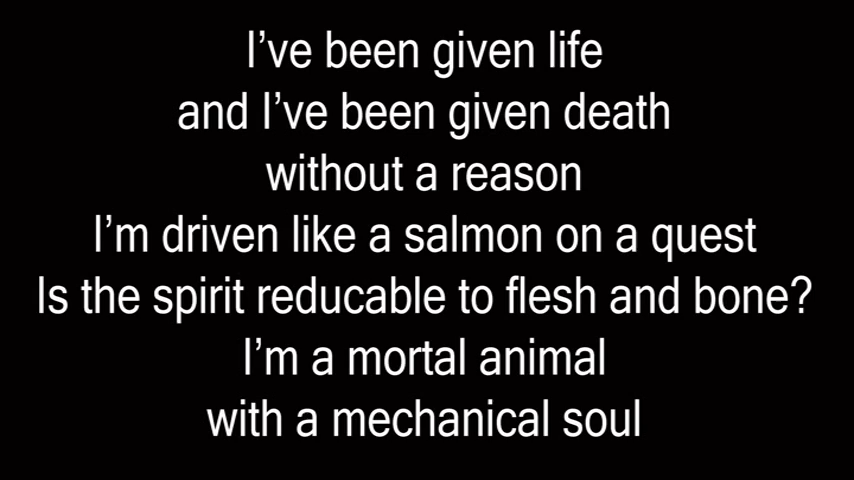 I’ve been given life
and I’ve been given death
without a reason
I’m driven like a salmon on a quest
Is the spirit reducable to flesh and bone?
I’m a mortal animal
with a mechanical soul